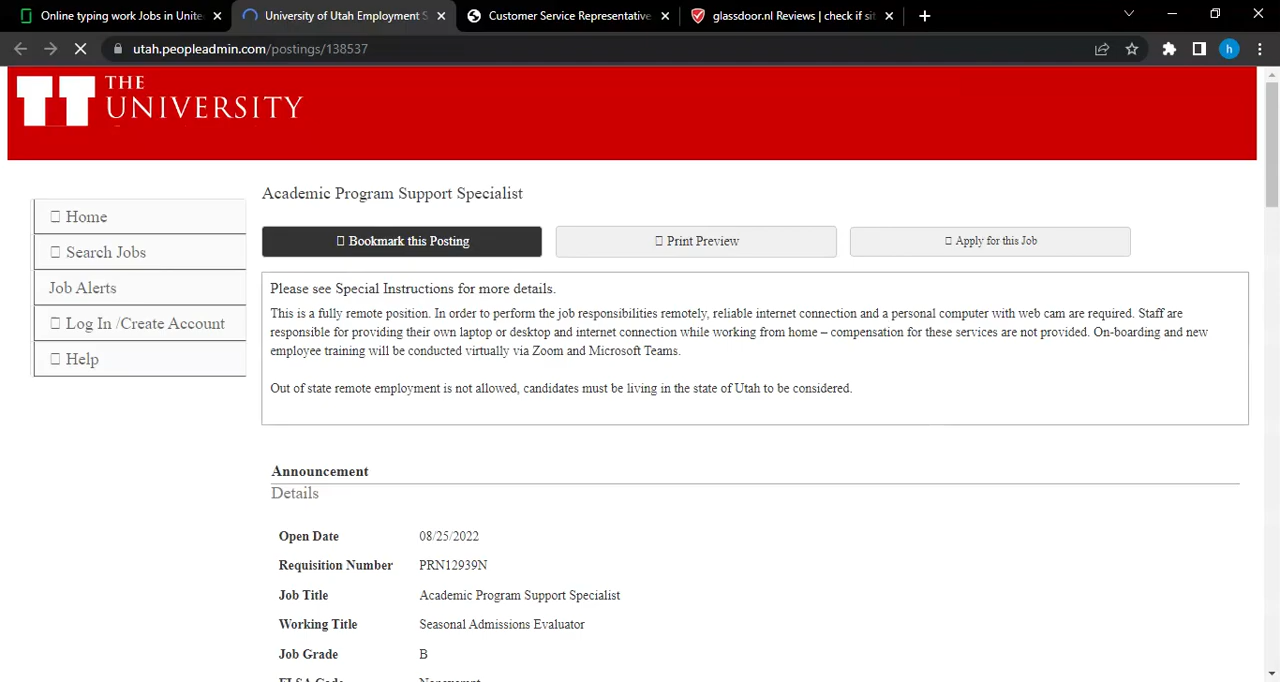 Online typing work Jobs in Unite
University of Utah Employment S
Customer Service Representative
glassdoor.nl Reviews | check if sit
utah.peopleadmin.com/postings/138537
h
THE
UNIVERSITY
Academic Program Support Specialist
Home
Search Jobs
Job Alerts
Log In /Create Account
Help
Bookmark this Posting
Print Preview
Apply for this Job
Please see Special Instructions for more details.
This is a fully remote position. In order to perform the job responsibilities remotely, reliable internet connection and a personal computer with web cam are required. Staff are
responsible for providing their own laptop or desktop and internet connection while working from home – compensation for these services are not provided. On-boarding and new
employee training will be conducted virtually via Zoom and Microsoft Teams.
Out of state remote employment is not allowed, candidates must be living in the state of Utah to be considered.
Announcement
Details
Open Date 08/25/2022
Requisition Number PRN12939N
Job Title Academic Program Support Specialist
Working Title Seasonal Admissions Evaluator
Job Grade B
FLSA Code Nonexempt